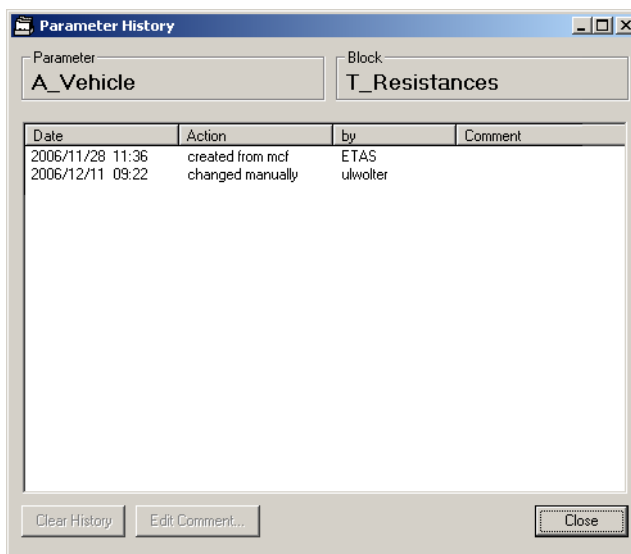 Parameter History
Parameter
A_Vehicle
Block
T_Resistances
Date Action by Comment
2006/11/28 11:36 created from mcf ETAS
2006/12/11 09:22 changed manually ulwolter
Clear History Edit Comment... Close